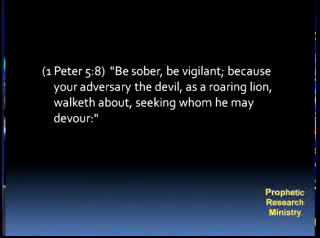 (1 Peter 5:8) "Be sober, be vigilant; because
your adversary the devil, as a roaring lion,
walketh about, seeking whom he may
devour:"
Prophetic
Research
Ministry